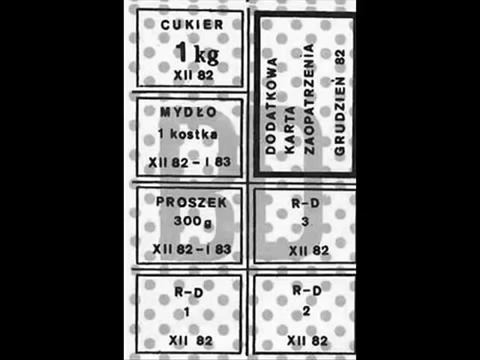 CUKIER
1 kg
XII 82
DODATKOWA
KARTA
ZAOPATRZENIA
GRUDZIEŃ 82
MYDŁO
1 kostka
XII 82 – I 83
PROSZEK
300g
XII 82 – I 83
R–D
3
XII 82
R–D
1
XII 82
R–D
2
XII 82